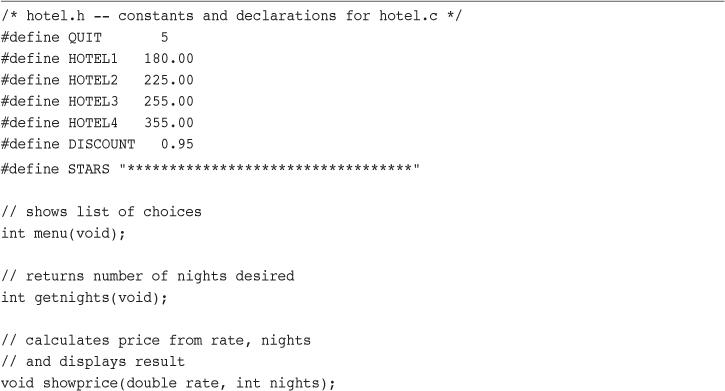 /* hotel.h -- constants and declarations for hotel.c */
#define QUIT       5
#define HOTEL1   180.00
#define HOTEL2   225.00
#define HOTEL3   255.00
#define HOTEL4   355.00
#define DISCOUNT   0.95
#define STARS "**********************************"
// shows list of choices
int menu(void);
// returns number of nights desired
int getnights(void);
// calculates price from rate, nights
// and displays result
void showprice(double rate, int nights);